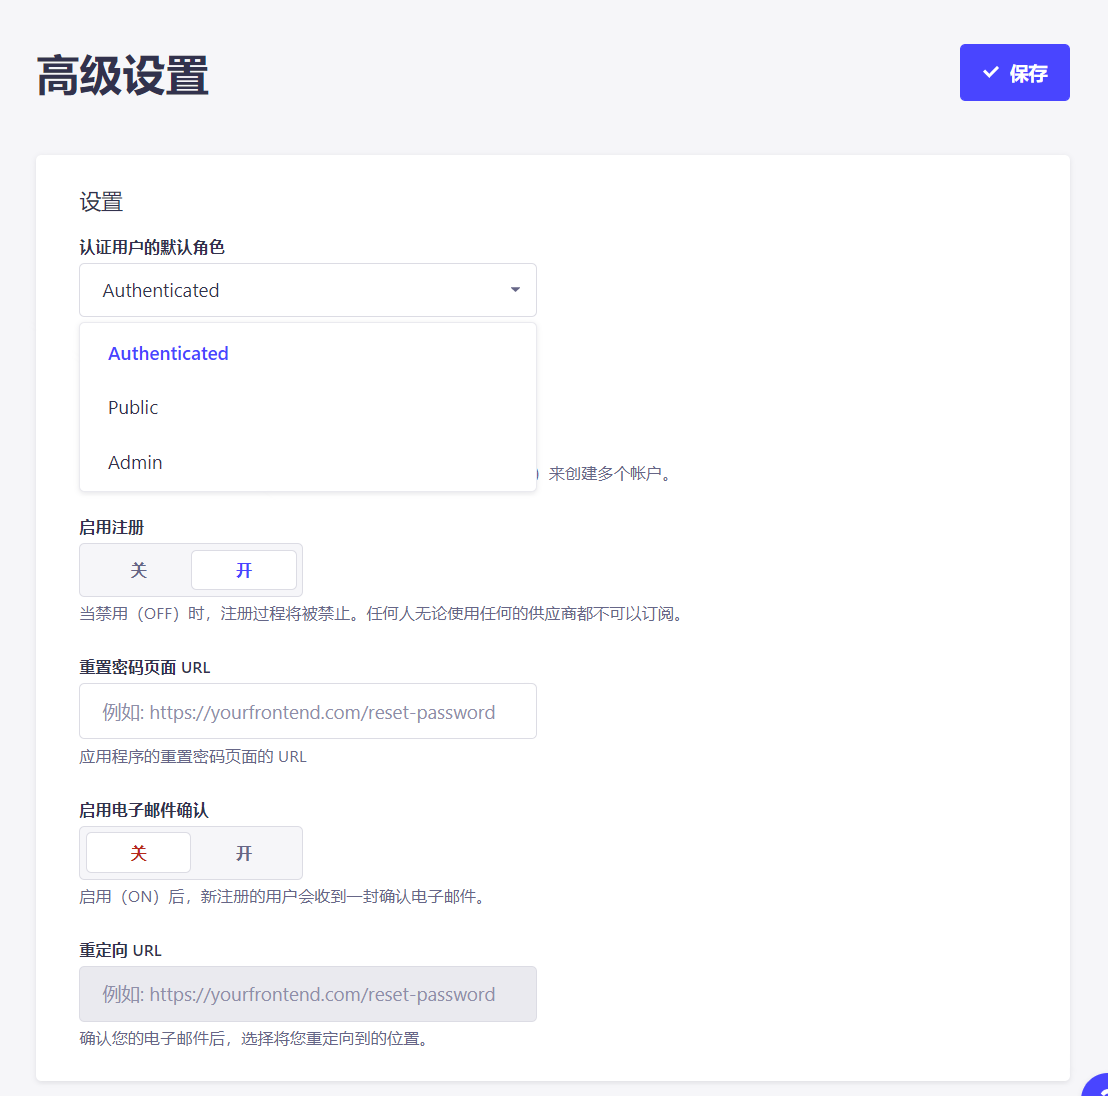 高级设置
保存
设置
认证用户的默认角色
Authenticated
Authenticated
Public
Admin
）来创建多个帐户。
启用注册
关 开
当禁用（OFF）时，注册过程将被禁止。任何人无论使用任何的供应商都不可以订阅。
重置密码页面 URL
例如: https://yourfrontend.com/reset-password
应用程序的重置密码页面的 URL
启用电子邮件确认
关 开
启用（ON）后，新注册的用户会收到一封确认电子邮件。
重定向 URL
例如: https://yourfrontend.com/reset-password
确认您的电子邮件后，选择将您重定向到的位置。